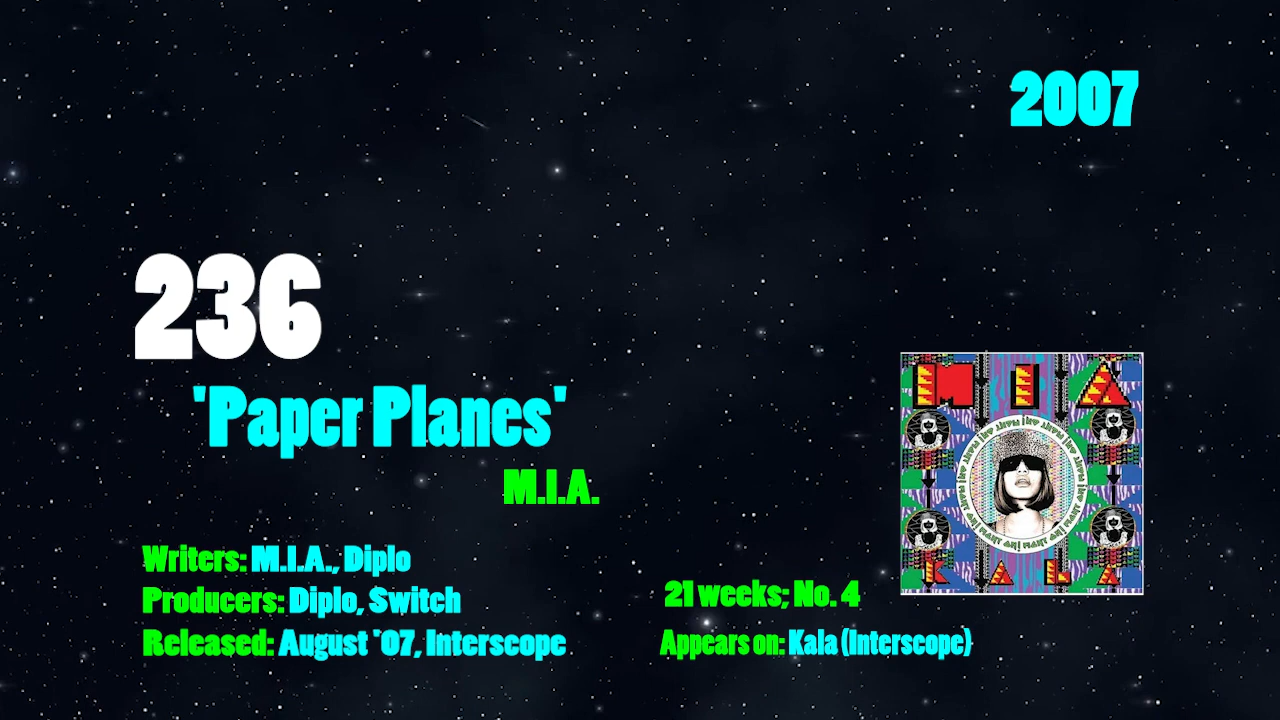 2007
236
'Paper Planes'
M.I.A.
Writers: M.I.A., Diplo
Producers: Diplo, Switch
Released: August '07, Interscope
21 weeks; No. 4
Appears on: Kala (Interscope)
M I A
K A L A